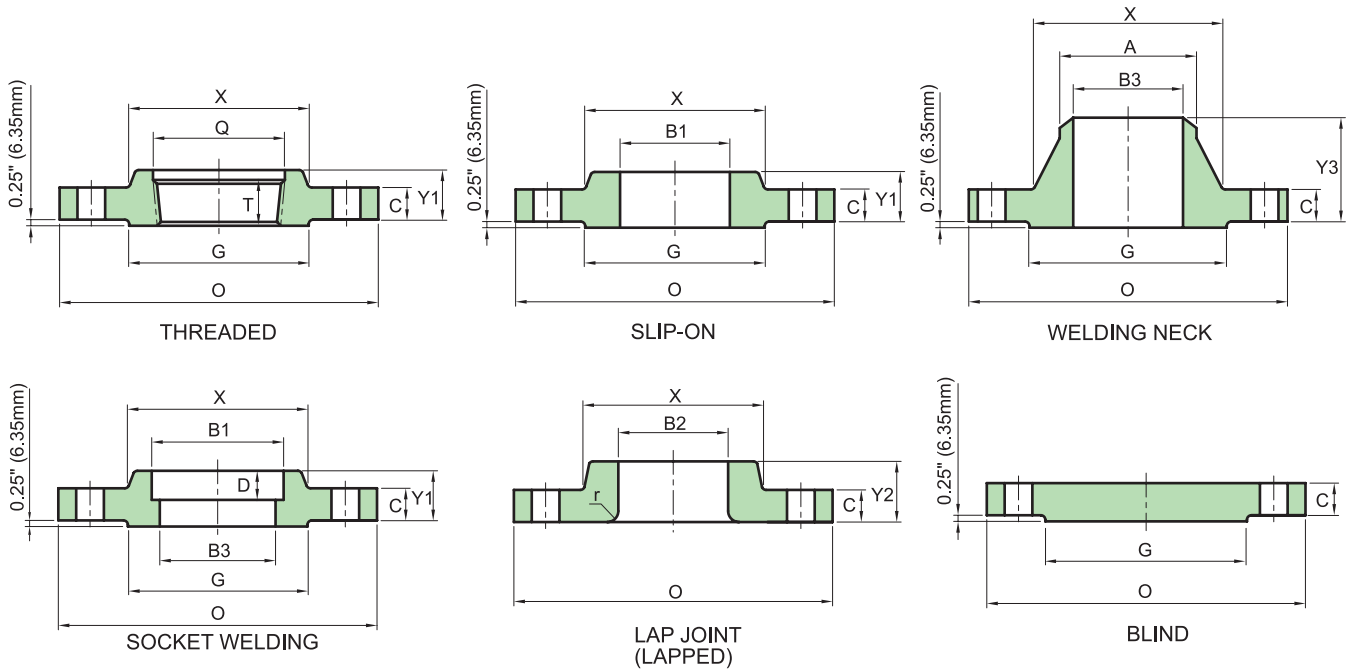 X
Q
0.25" (6.35mm)
T
C
Y1
G
O
THREADED
X
B1
0.25" (6.35mm)
C
Y1
G
O
SLIP-ON
X
A
B3
0.25" (6.35mm)
Y3
C
G
O
WELDING NECK
X
B1
0.25" (6.35mm)
D
C
Y1
B3
G
O
SOCKET WELDING
X
B2
r
C
Y2
O
LAP JOINT
(LAPPED)
0.25" (6.35mm)
C
G
O
BLIND